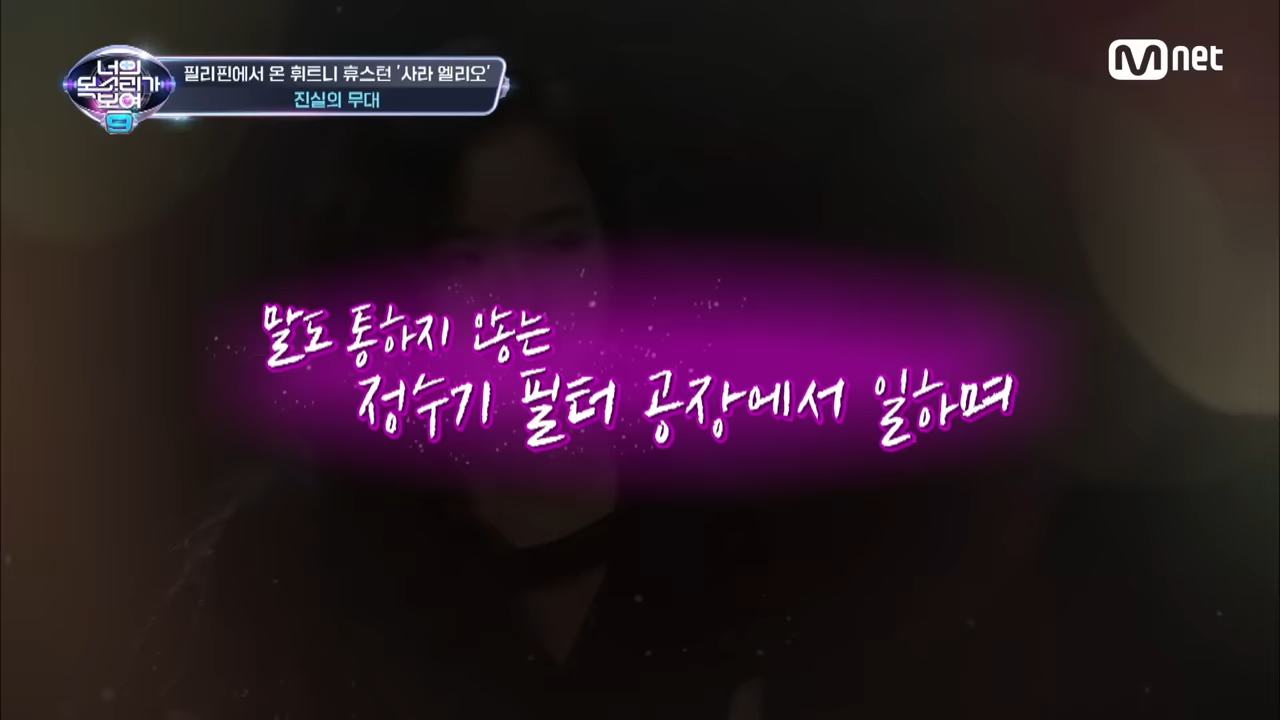 너의
목소리가
보여
9
필리핀에서 온 휘트니 휴스턴 '사라 엘리오'
진실의 무대
M net
말도 통하지 않는
정수기 필터 공장에서 일하며